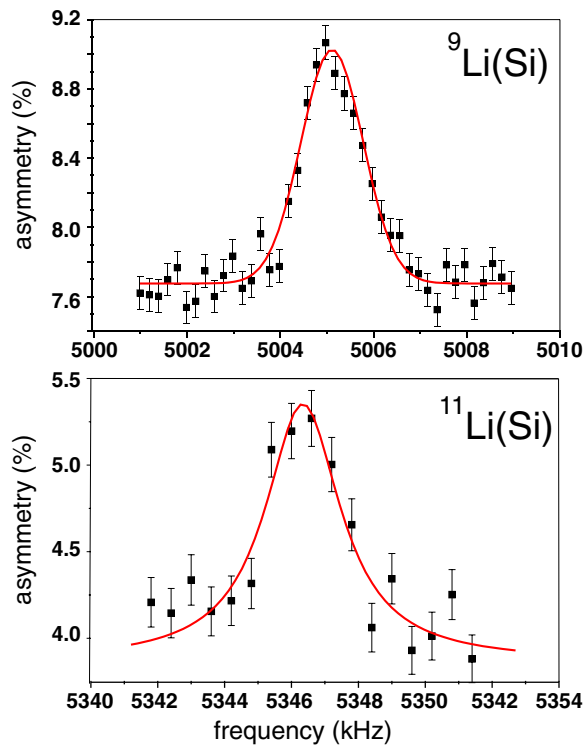 9.2
8.8
8.4
8.0
7.6
asymmetry (%)
⁹Li(Si)
5000 5002 5004 5006 5008 5010
5.5
5.0
4.5
4.0
asymmetry (%)
¹¹Li(Si)
5340 5342 5344 5346 5348 5350 5352 5354
frequency (kHz)